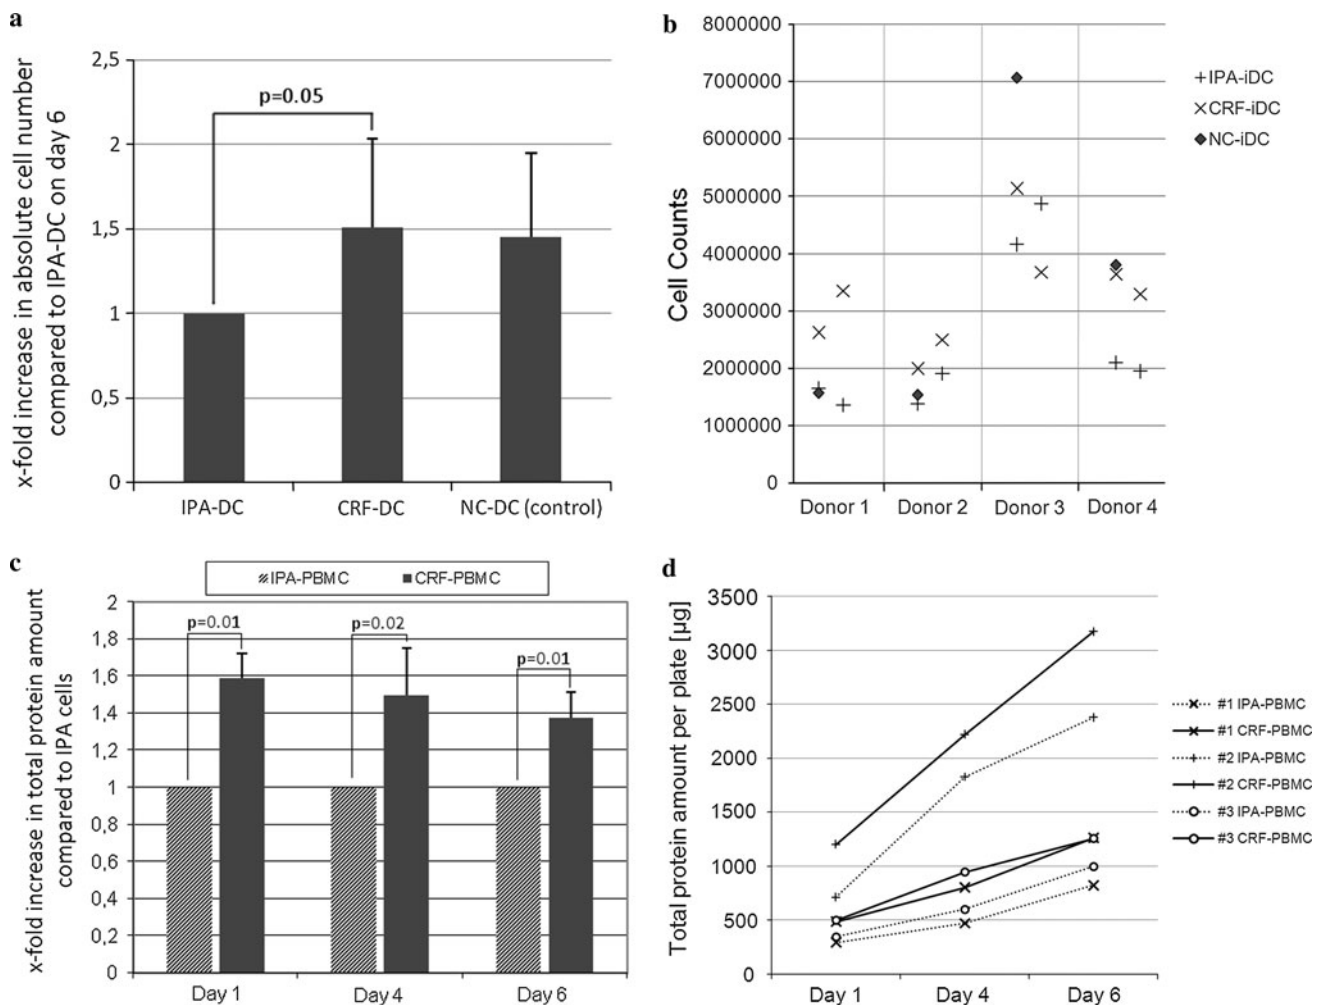 a
x-fold increase in absolute cell number
compared to IPA-DC on day 6
2,5
2
1,5
1
0,5
0
p=0.05
IPA-DC
CRF-DC
NC-DC (control)
b
Cell Counts
8000000
7000000
6000000
5000000
4000000
3000000
2000000
1000000
0
Donor 1
Donor 2
Donor 3
Donor 4
IPA-iDC
CRF-iDC
NC-iDC
c
IPA-PBMC
CRF-PBMC
x-fold increase in total protein amount
compared to IPA cells
2
1,8
1,6
1,4
1,2
1
0,8
0,6
0,4
0,2
0
p=0.01
p=0.02
p=0.01
Day 1
Day 4
Day 6
d
Total protein amount per plate [µg]
3500
3000
2500
2000
1500
1000
500
0
Day 1
Day 4
Day 6
#1 IPA-PBMC
#1 CRF-PBMC
#2 IPA-PBMC
#2 CRF-PBMC
#3 IPA-PBMC
#3 CRF-PBMC